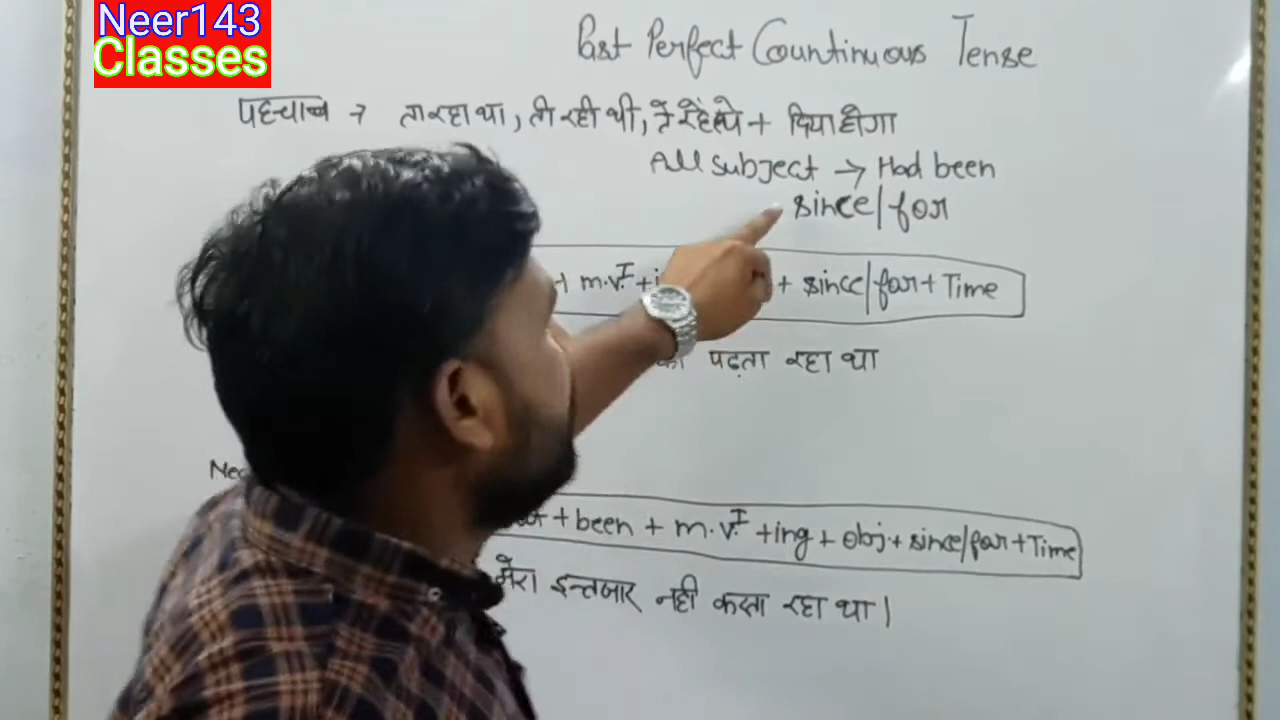 Neer143
Classes
Past Perfect Countinuous Tense
पहचान → ता रहा था, ती रही थी, ते रहे थे + दिया होगा
All subject → Had been
since/for
+ m.v.I + + since/for + Time
पढ़ता रहा था
+ been + m.v.I + ing + obj. + since/for + Time
मेरा इन्तजार नही करता रहा था।